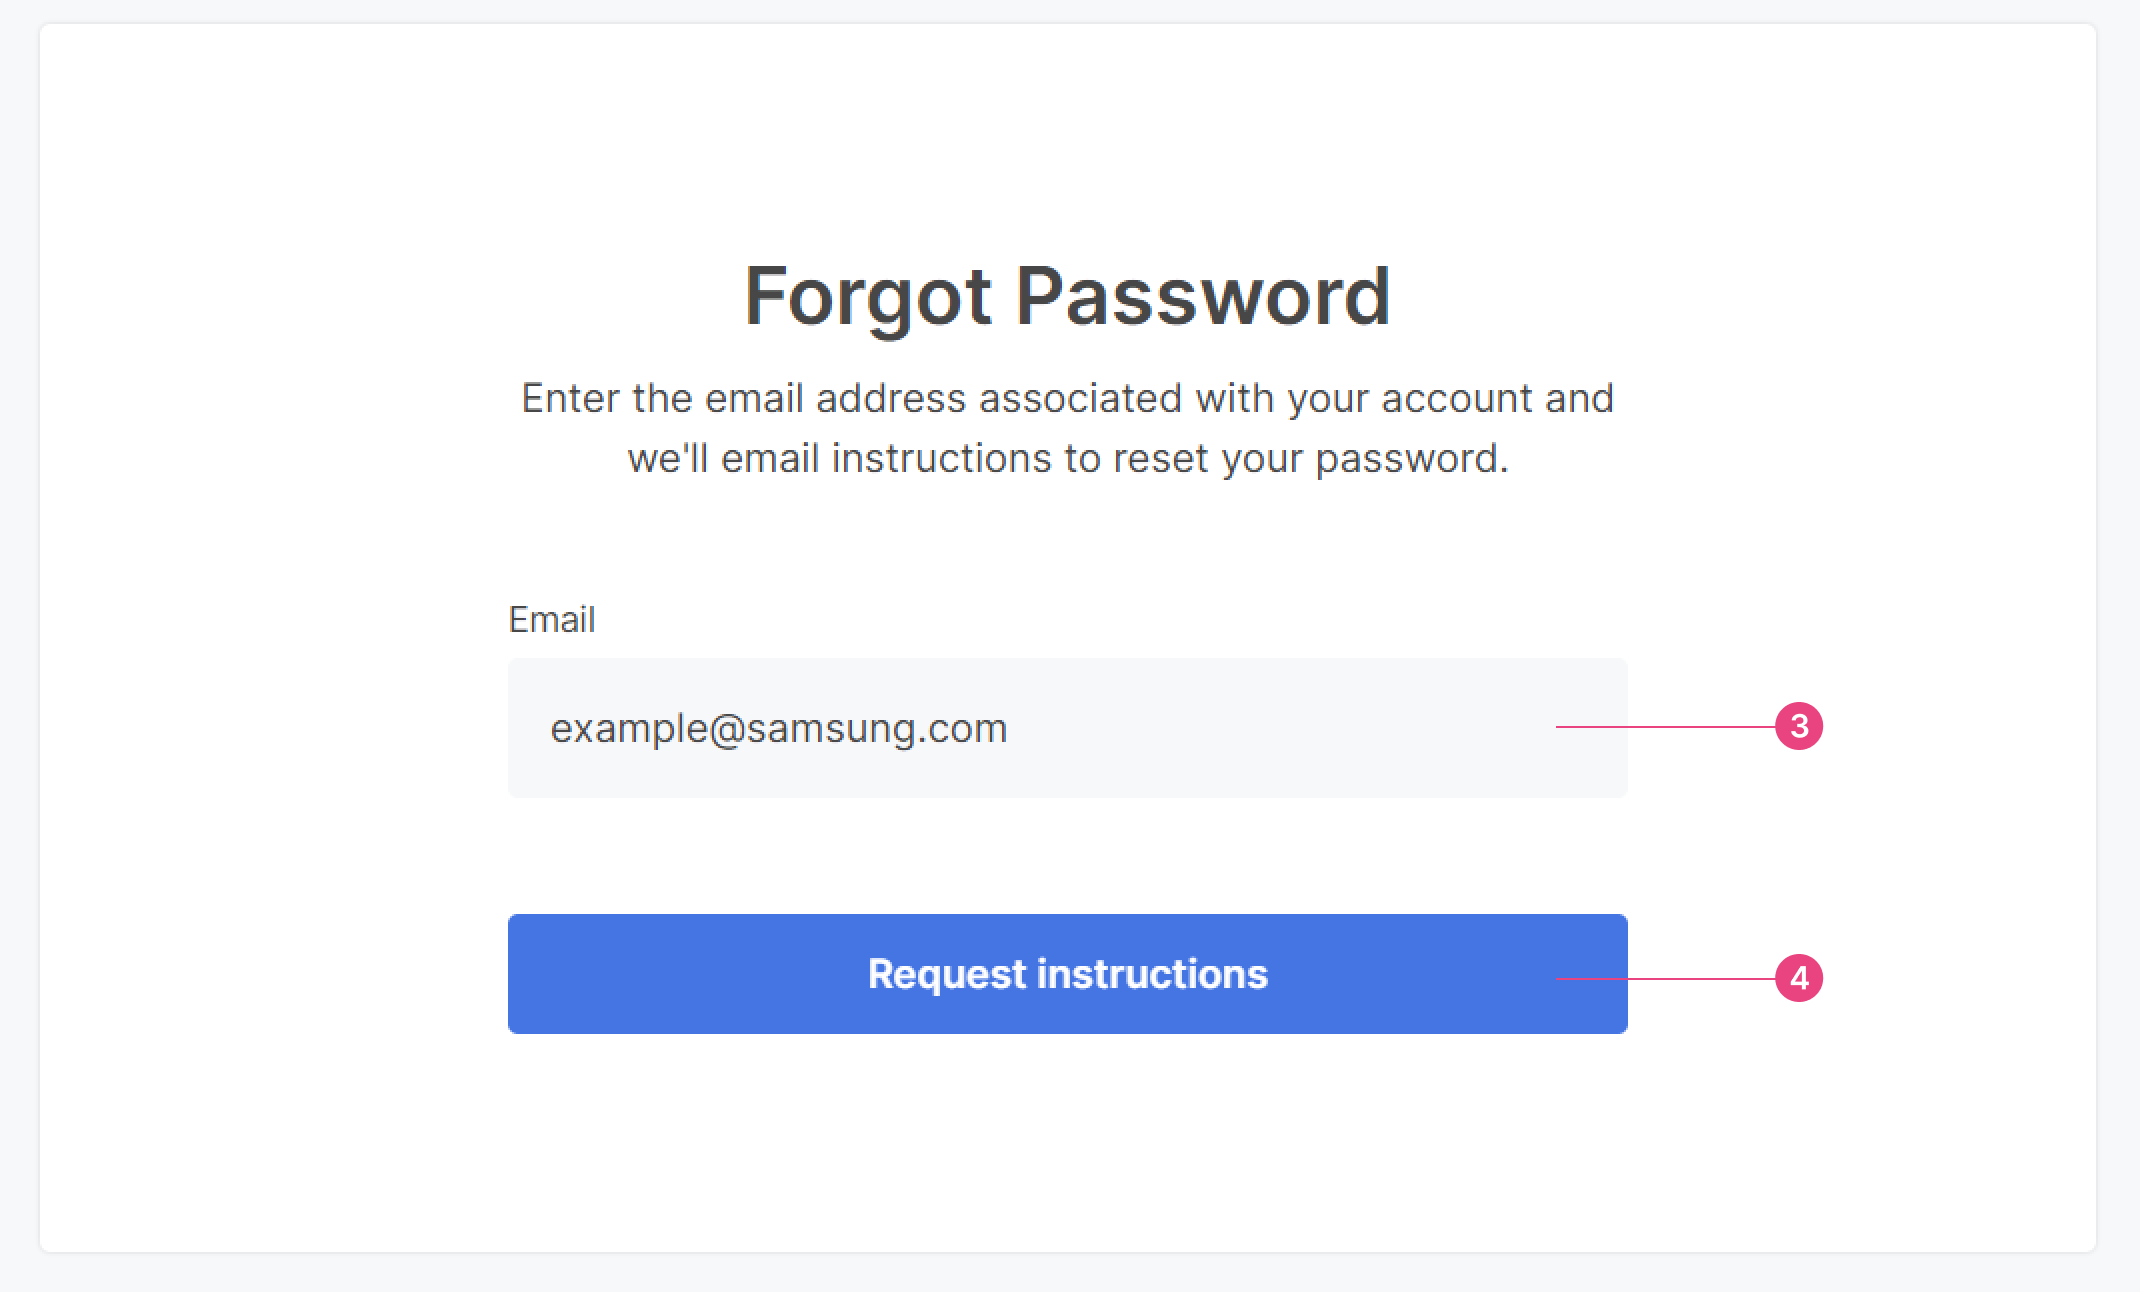 Forgot Password
Enter the email address associated with your account and
we'll email instructions to reset your password.
Email
example@samsung.com
3
Request instructions
4